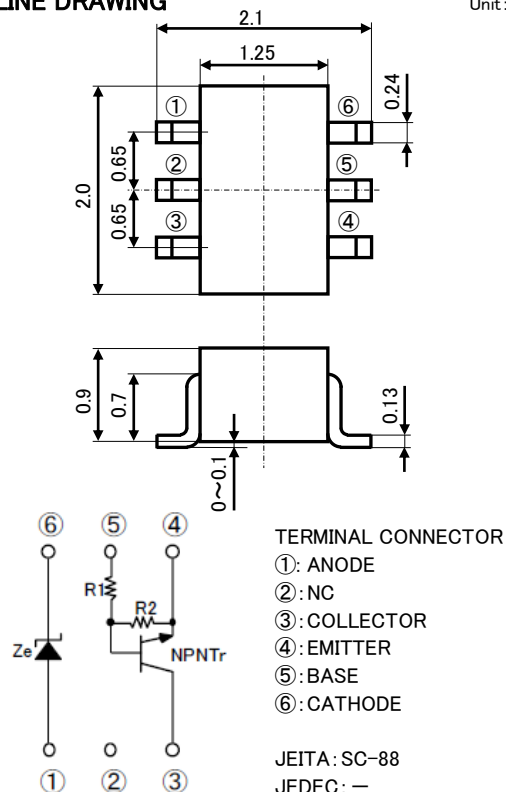 LINE DRAWING
Unit:
2.1
1.25
① ⑥
0.24
0.65
② ⑤
2.0
0.65
③ ④
0.9
0.7
0.13
0~0.1
⑥ ⑤ ④
R1
R2
Ze
NPNTr
① ② ③
TERMINAL CONNECTOR
①: ANODE
②:NC
③:COLLECTOR
④:EMITTER
⑤:BASE
⑥:CATHODE
JEITA:SC-88
JEDEC: ー